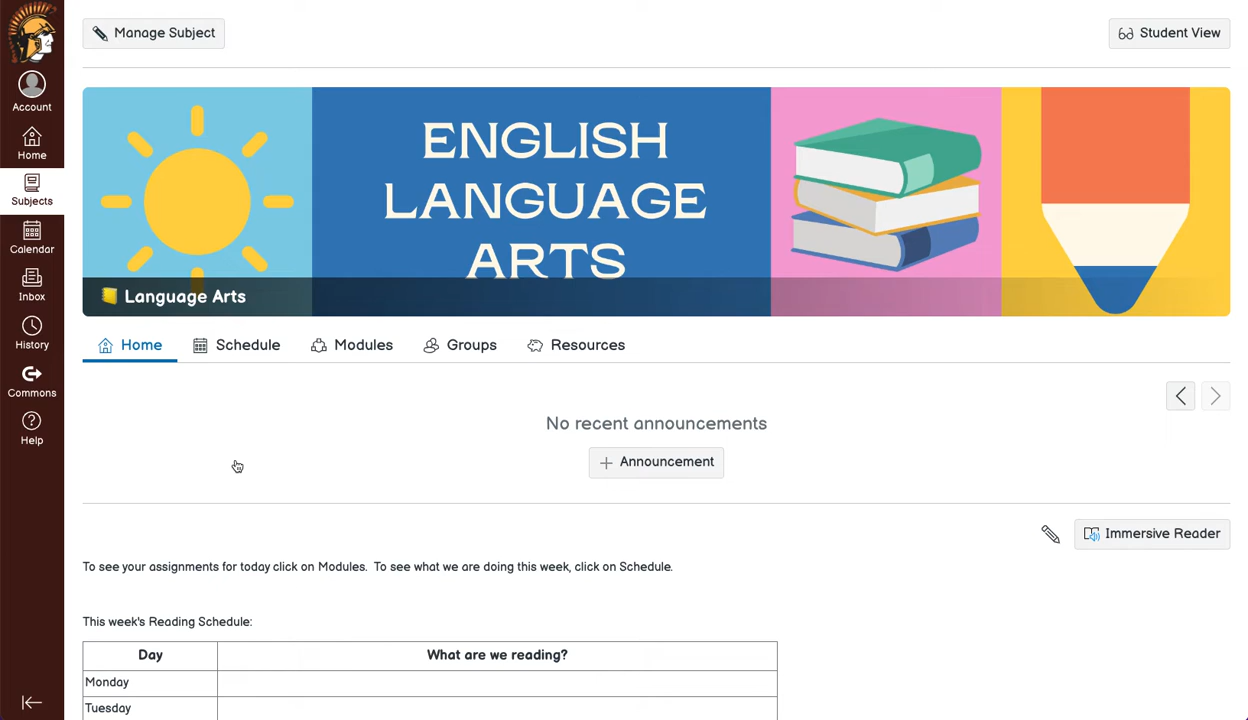 Manage Subject
Student View
ENGLISH
LANGUAGE
ARTS
Language Arts
Account
Home
Subjects
Calendar
Inbox
History
Commons
Help
Home
Schedule
Modules
Groups
Resources
No recent announcements
Announcement
Immersive Reader
To see your assignments for today click on Modules. To see what we are doing this week, click on Schedule.
This week's Reading Schedule:
Day What are we reading?
Monday
Tuesday